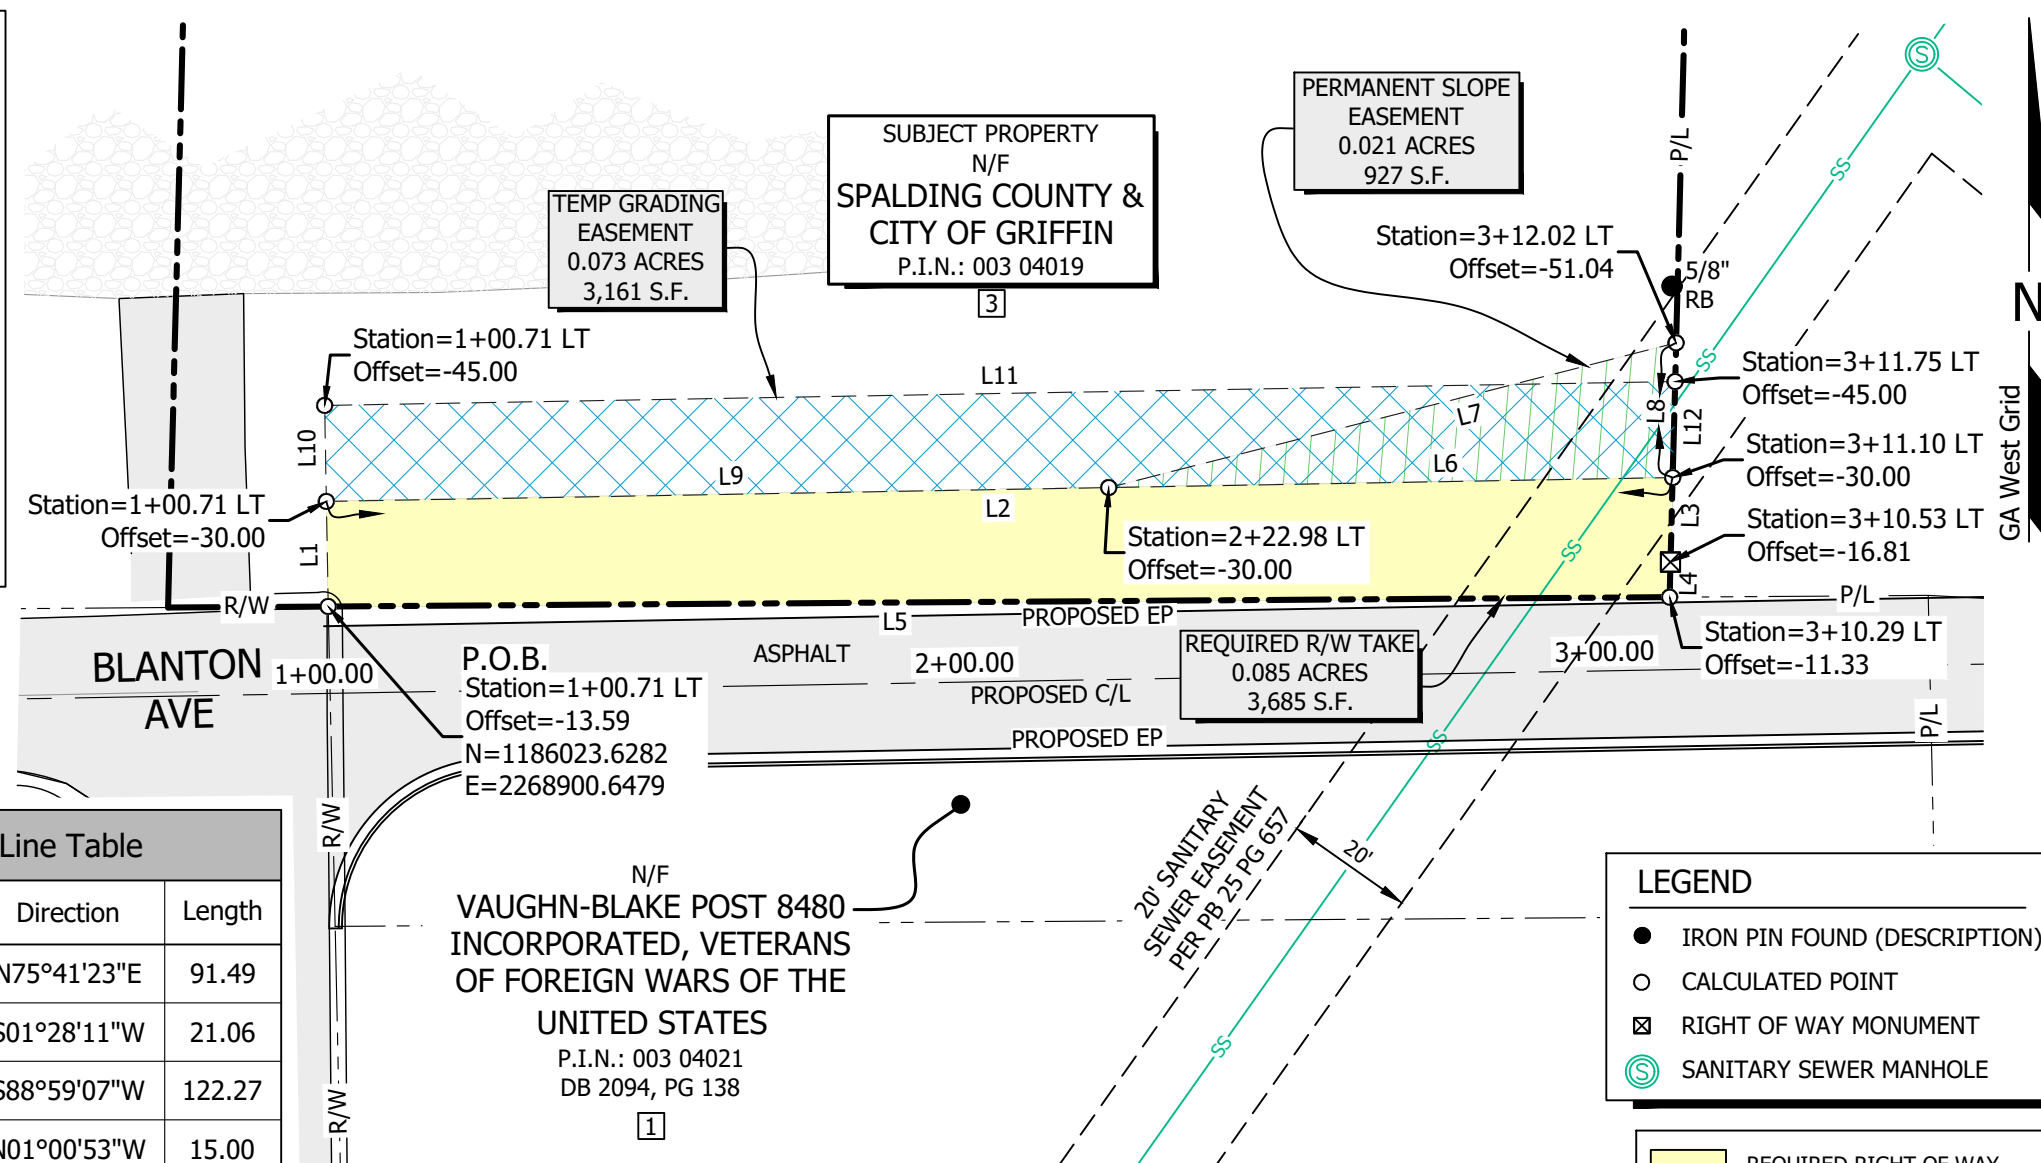 SUBJECT PROPERTY
N/F
SPALDING COUNTY &
CITY OF GRIFFIN
P.I.N.: 003 04019
3
PERMANENT SLOPE
EASEMENT
0.021 ACRES
927 S.F.
TEMP GRADING
EASEMENT
0.073 ACRES
3,161 S.F.
P/L
SS
Station=3+12.02 LT
Offset=-51.04
5/8"
RB
S
N
GA West Grid
Station=1+00.71 LT
Offset=-45.00
L11
SS
Station=3+11.75 LT
Offset=-45.00
L10
L7
L8
L12
L9
L6
Station=3+11.10 LT
Offset=-30.00
Station=1+00.71 LT
Offset=-30.00
L2
L3
L1
Station=2+22.98 LT
Offset=-30.00
SS
Station=3+10.53 LT
Offset=-16.81
L4
R/W
L5
PROPOSED EP
P/L
BLANTON
AVE
1+00.00
P.O.B.
Station=1+00.71 LT
Offset=-13.59
N=1186023.6282
E=2268900.6479
ASPHALT
2+00.00
PROPOSED C/L
PROPOSED EP
REQUIRED R/W TAKE
0.085 ACRES
3,685 S.F.
3+00.00
Station=3+10.29 LT
Offset=-11.33
P/L
SS
R/W
20' SANITARY
SEWER EASEMENT
PER PB 25 PG 657
20'
N/F
VAUGHN-BLAKE POST 8480
INCORPORATED, VETERANS
OF FOREIGN WARS OF THE
UNITED STATES
P.I.N.: 003 04021
DB 2094, PG 138
1
R/W
SS
Line Table
Direction Length
N75°41'23"E 91.49
S01°28'11"W 21.06
S88°59'07"W 122.27
N01°00'53"W 15.00
LEGEND
IRON PIN FOUND (DESCRIPTION)
CALCULATED POINT
RIGHT OF WAY MONUMENT
S SANITARY SEWER MANHOLE
REQUIRED RIGHT OF WAY